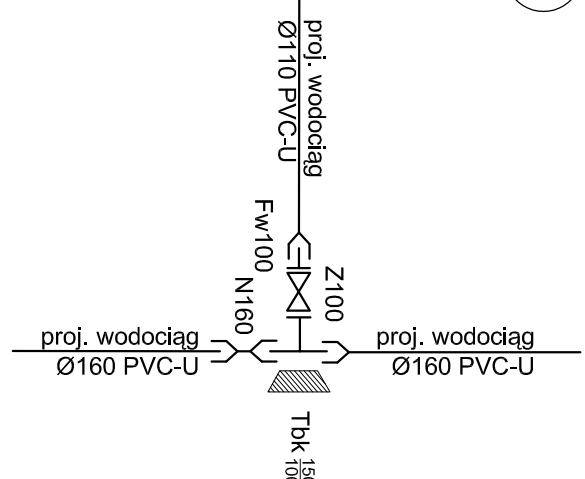 proj. wodociąg
Ø110 PVC-U
Fw100
Z100
N160
proj. wodociąg
Ø160 PVC-U
proj. wodociąg
Ø160 PVC-U
Tbk